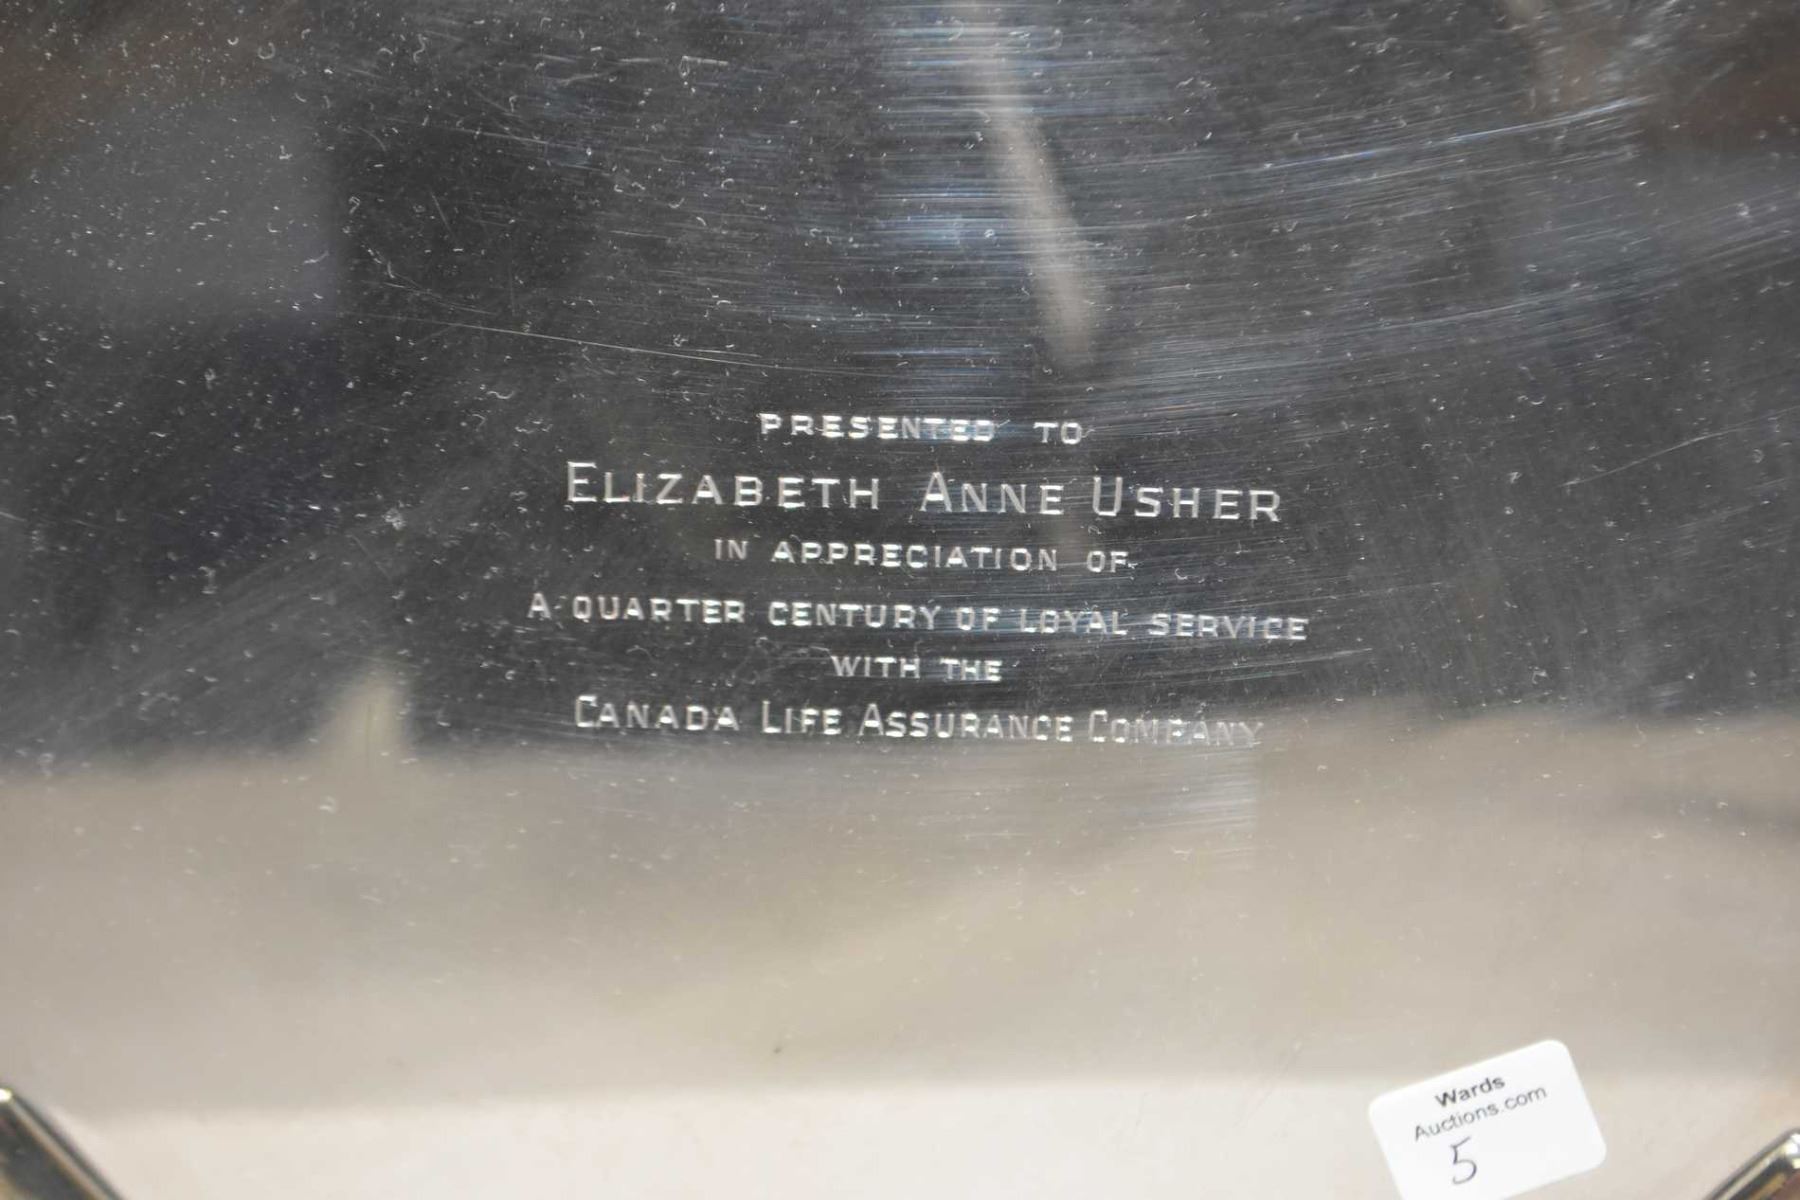 PRESENTED TO
ELIZABETH ANNE USHER
IN APPRECIATION OF
A QUARTER CENTURY OF LOYAL SERVICE
WITH THE
CANADA LIFE ASSURANCE COMPANY
Wards
Auctions.com
5